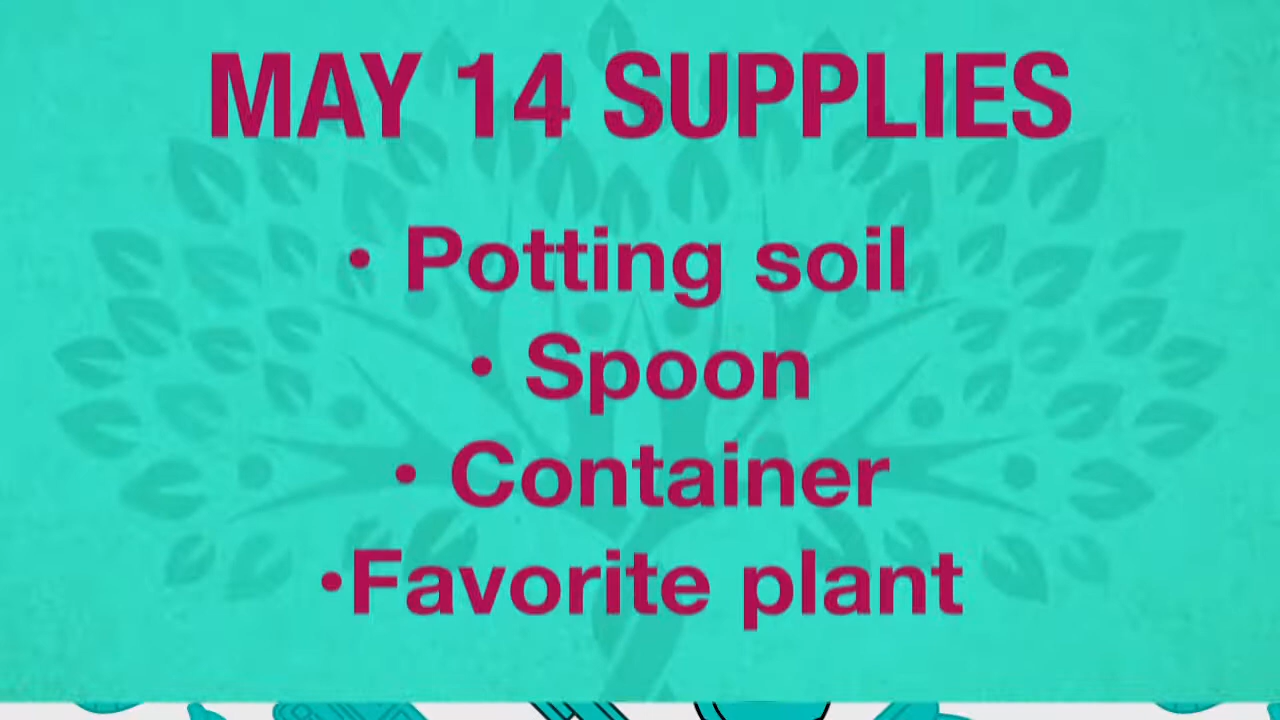 MAY 14 SUPPLIES
• Potting soil
• Spoon
• Container
•Favorite plant